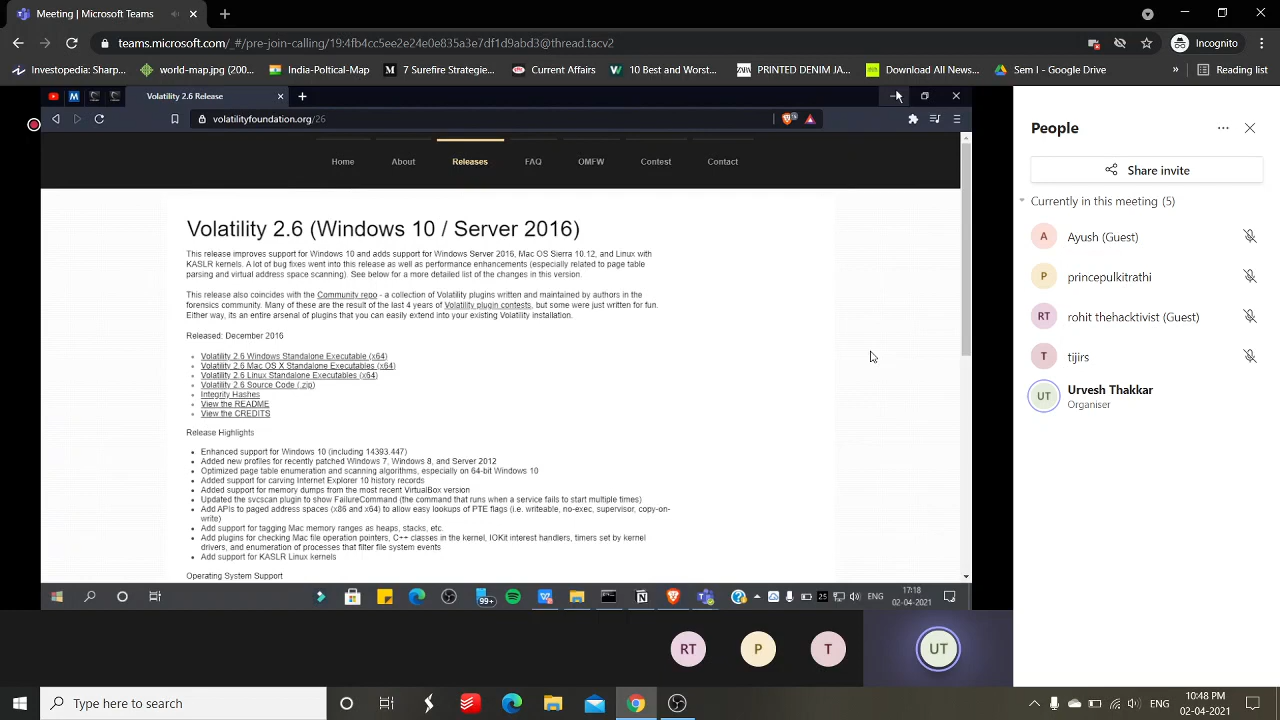 Meeting | Microsoft Teams
teams.microsoft.com/_#/pre-join-calling/19:4fb4cc5ee2e24e0e835a3e7df1d9abd3@thread.tacv2
Incognito
Investopedia-Sharp...
world-map.jpg (200...
India-Political-Map
7 Surefire Strategie...
Current Affairs
10 Best and Worst...
PRINTED DENIM JA...
Download All News...
Sem I - Google Drive
»
Reading list
Volatility 2.6 Release
volatilityfoundation.org/26
Home
About
Releases
FAQ
OMFW
Contest
Contact
Volatility 2.6 (Windows 10 / Server 2016)
This release improves support for Windows 10 and adds support for Windows Server 2016, Mac OS Sierra 10.12, and Linux with
KASLR kernels. A lot of bug fixes went into this release as well as performance enhancements (especially related to page table
parsing and virtual address space scanning). See below for a more detailed list of the changes in this version.
This release also coincides with the Community repo - a collection of Volatility plugins written and maintained by authors in the
forensics community. Many of these are the result of the last 4 years of Volatility plugin contests, but some were just written for fun.
Either way, its an entire arsenal of plugins that you can easily extend into your existing Volatility installation.
Released: December 2016
Volatility 2.6 Windows Standalone Executable (x64)
Volatility 2.6 Mac OS X Standalone Executables (x64)
Volatility 2.6 Linux Standalone Executables (x64)
Volatility 2.6 Source Code (.zip)
Integrity Hashes
View the README
View the CREDITS
Release Highlights
Enhanced support for Windows 10 (including 14393.447)
Added new profiles for recently patched Windows 7, Windows 8, and Server 2012
Optimized page table enumeration and scanning algorithms, especially on 64-bit Windows 10
Added support for carving Internet Explorer 10 history records
Added support for memory dumps from the most recent VirtualBox version
Updated the svcscan plugin to show FailureCommand (the command that runs when a service fails to start multiple times)
Add APIs to paged address spaces (x86 and x64) to allow easy lookups of PTE flags (i.e. writeable, no-exec, supervisor, copy-on-
write)
Add support for tagging Mac memory ranges as heaps, stacks, etc.
Add plugins for checking Mac file operation pointers, C++ classes in the kernel, IOKit interest handlers, timers set by kernel
drivers, and enumeration of processes that filter file system events
Add support for KASLR Linux kernels
Operating System Support
99+
25
ENG
17:18
02-04-2021
People
Share invite
Currently in this meeting (5)
A
Ayush (Guest)
P
princepulkitrathi
RT
rohit thehacktivist (Guest)
T
tijirs
UT
Urvesh Thakkar
Organiser
RT
P
T
UT
Type here to search
ENG
10:48 PM
02-04-2021